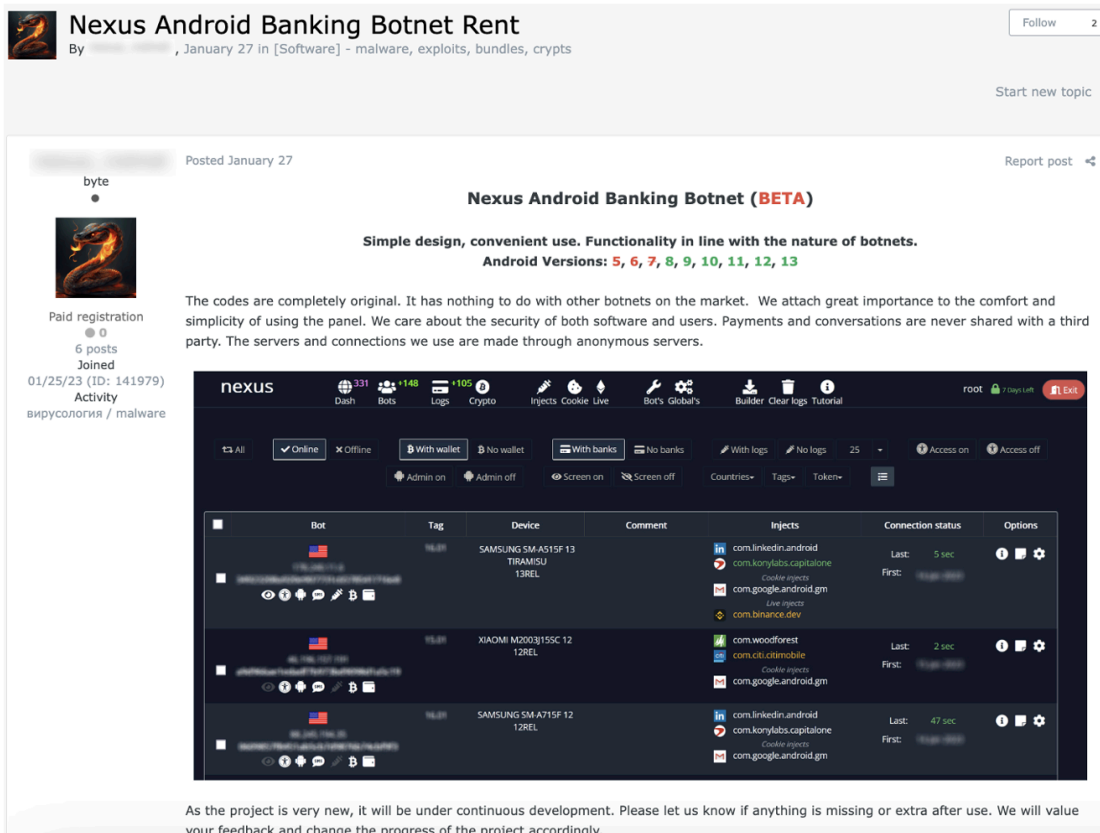 Nexus Android Banking Botnet Rent
Follow 2
By , January 27 in [Software] - malware, exploits, bundles, crypts
Start new topic
Posted January 27
Report post
byte
Nexus Android Banking Botnet (BETA)
Simple design, convenient use. Functionality in line with the nature of botnets.
Android Versions: 5, 6, 7, 8, 9, 10, 11, 12, 13
Paid registration
0
6 posts
Joined
01/25/23 (ID: 141979)
Activity
вирусология / malware
The codes are completely original. It has nothing to do with other botnets on the market. We attach great importance to the comfort and
simplicity of using the panel. We care about the security of both software and users. Payments and conversations are never shared with a third
party. The servers and connections we use are made through anonymous servers.
nexus
331 +148 +105
Dash Bots Logs Crypto Injects Cookie Live Bot's Global's Builder Clear logs Tutorial
root 7 Days Left Exit
All Online Offline With wallet No wallet With banks No banks With logs No logs 25 Access on Access off
Admin on Admin off Screen on Screen off Countries Tags Token
Bot Tag Device Comment Injects Connection status Options
SAMSUNG SM-A515F 13
TIRAMISU
13REL
com.linkedin.android
com.konylabs.capitalone
Cookie injects
com.google.android.gm
Live injects
com.binance.dev
Last: 5 sec
First:
XIAOMI M2003J15SC 12
12REL
com.woodforest
com.citi.citimobile
Cookie injects
com.google.android.gm
Last: 2 sec
First:
SAMSUNG SM-A715F 12
12REL
com.linkedin.android
com.konylabs.capitalone
Cookie injects
com.google.android.gm
Last: 47 sec
First:
As the project is very new, it will be under continuous development. Please let us know if anything is missing or extra after use. We will value
your feedback and change the progress of the project accordingly.